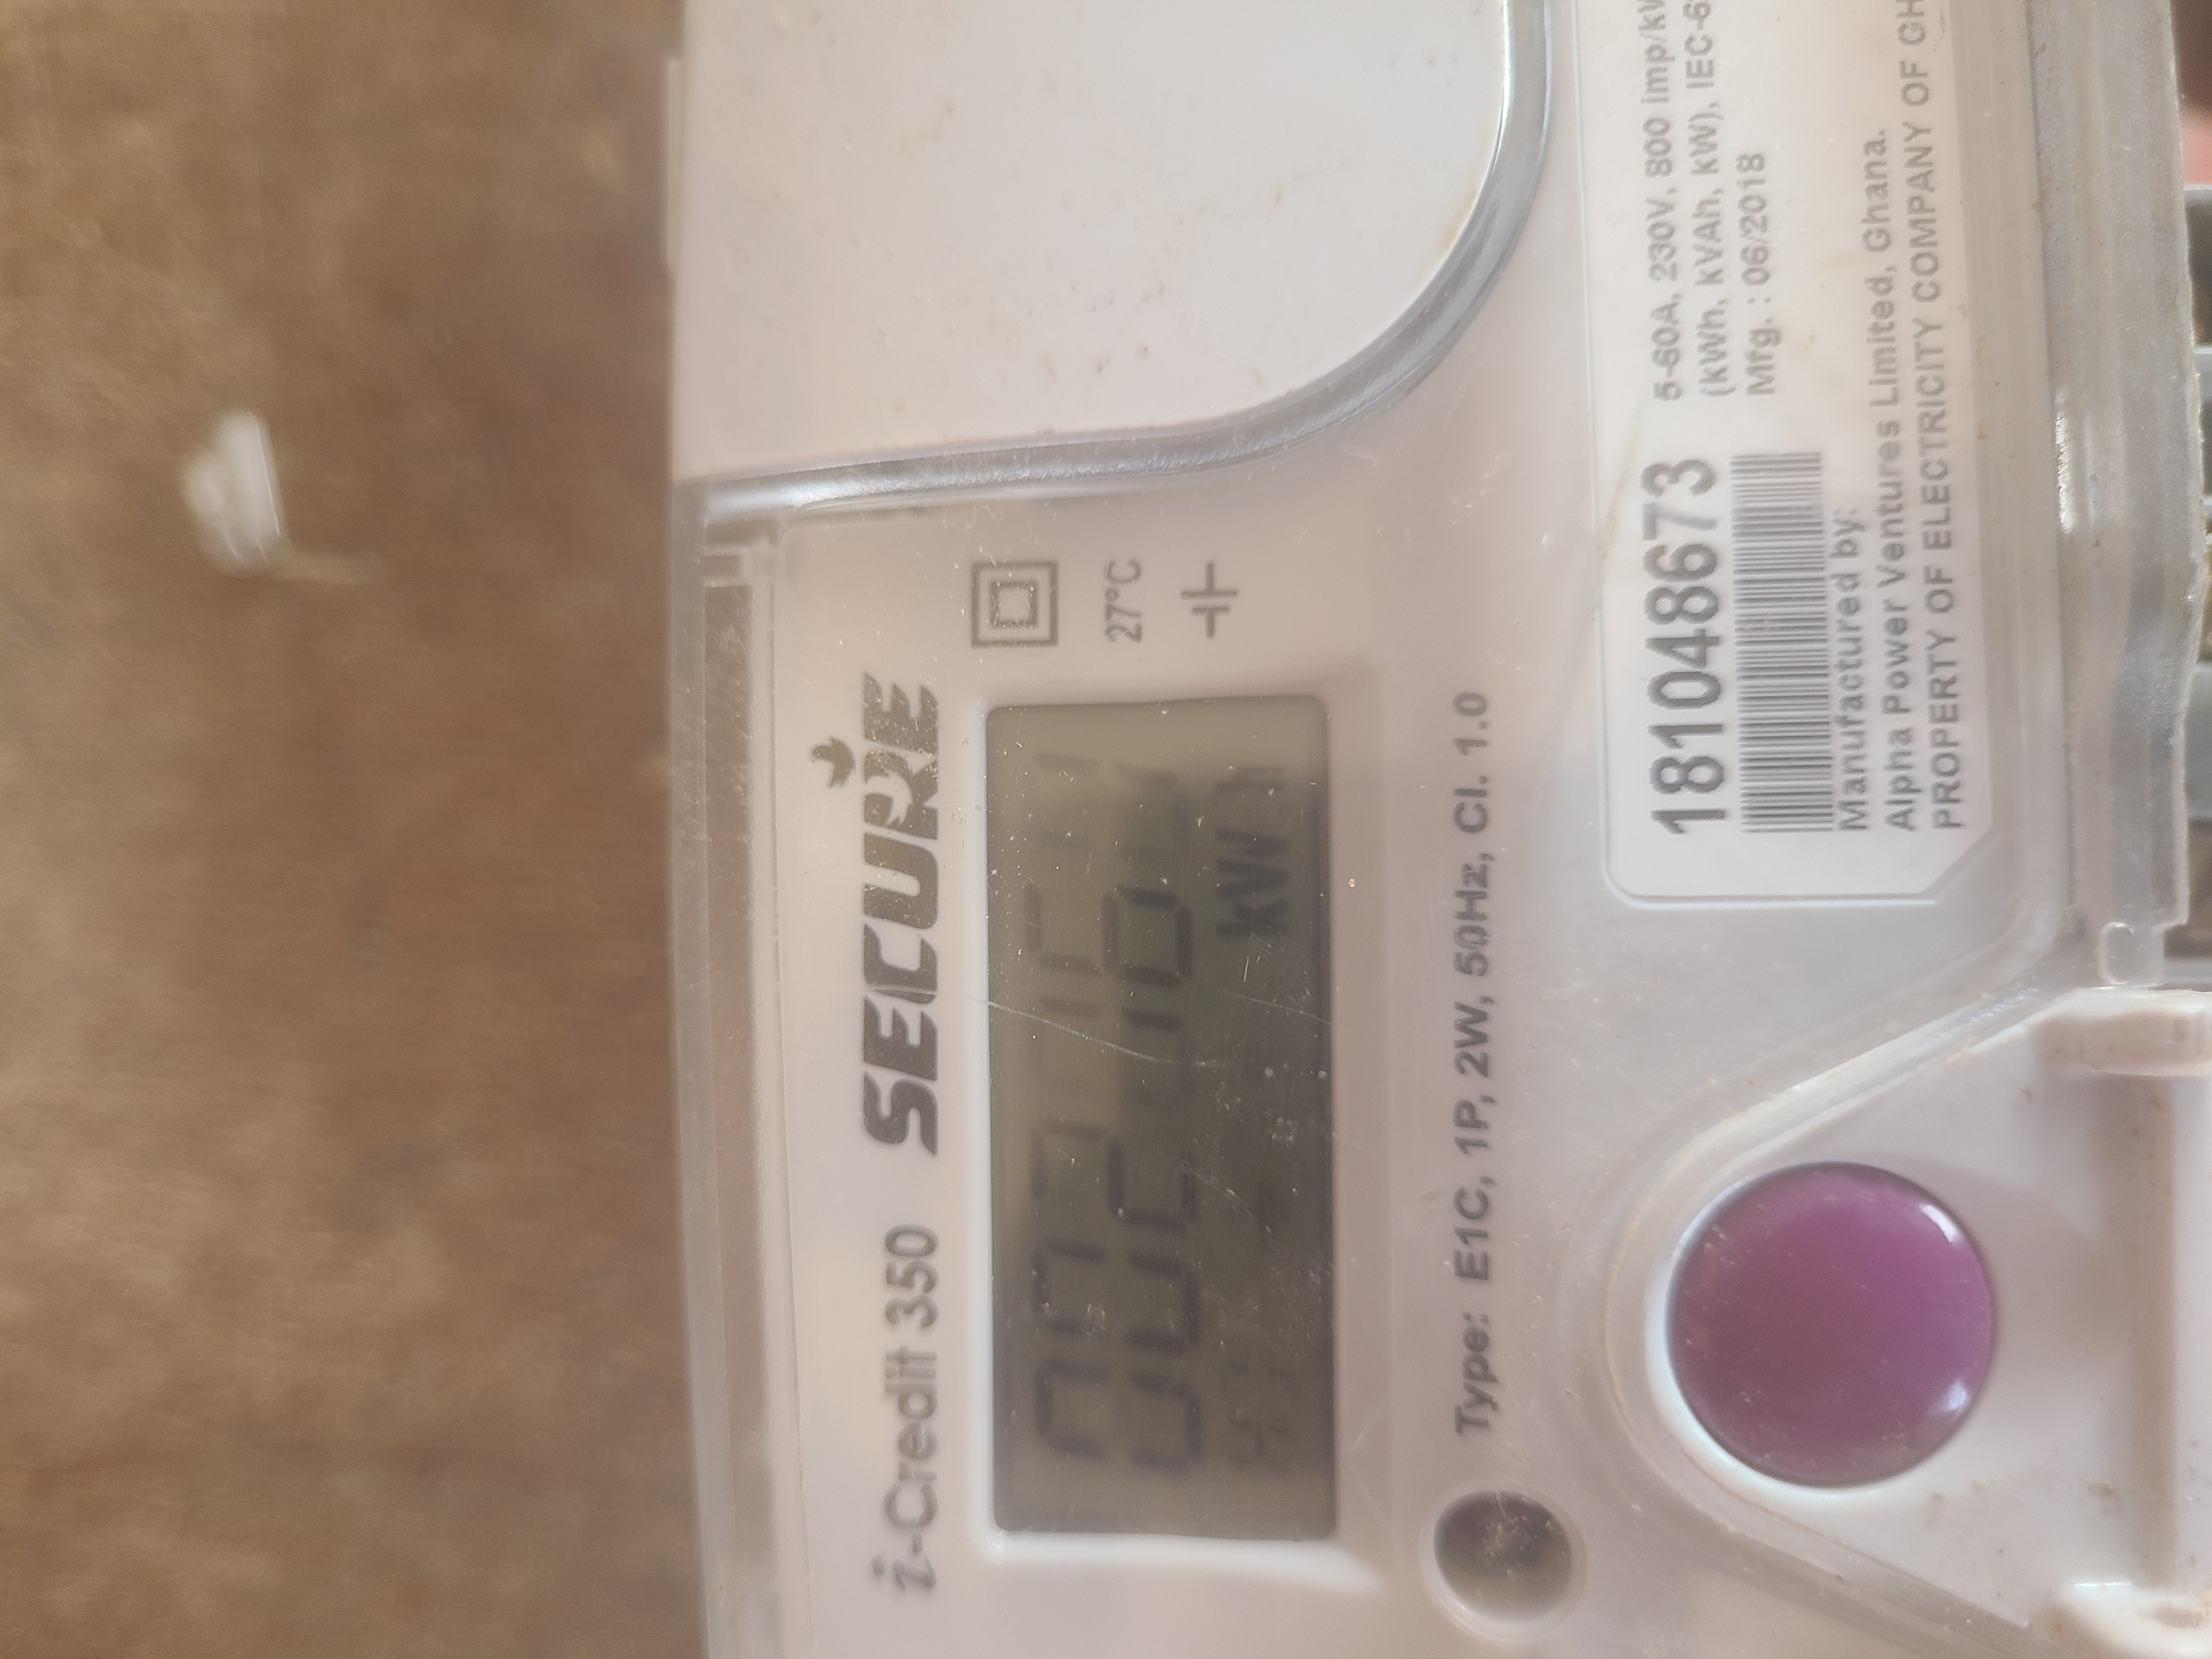 i-Credit 350 SECURE
27°C
kWh
Type: E1C, 1P, 2W, 50Hz, Cl. 1.0
181048673
5-60A, 230V, 800 imp/kW
(kWh, kVAh, kW), IEC-6
Mfg. : 06/2018
Manufactured by:
Alpha Power Ventures Limited, Ghana.
PROPERTY OF ELECTRICITY COMPANY OF GH